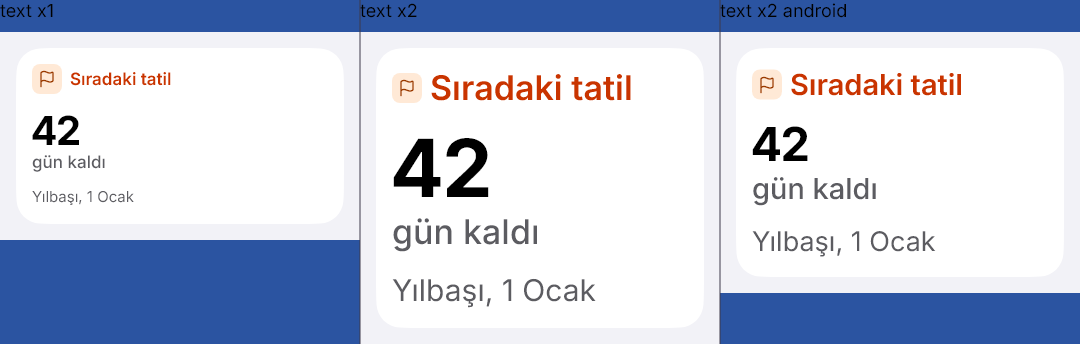 text x1
Sıradaki tatil
42
gün kaldı
Yılbaşı, 1 Ocak
text x2
Sıradaki tatil
42
gün kaldı
Yılbaşı, 1 Ocak
text x2 android
Sıradaki tatil
42
gün kaldı
Yılbaşı, 1 Ocak